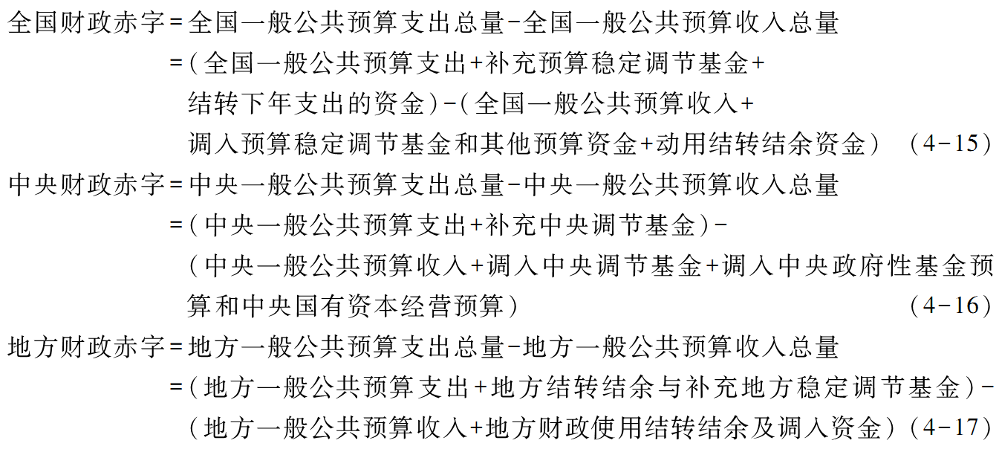 全国财政赤字=全国一般公共预算支出总量-全国一般公共预算收入总量
=(全国一般公共预算支出+补充预算稳定调节基金+
结转下年支出的资金)-(全国一般公共预算收入+
调入预算稳定调节基金和其他预算资金+动用结转结余资金) (4-15)
中央财政赤字=中央一般公共预算支出总量-中央一般公共预算收入总量
=(中央一般公共预算支出+补充中央调节基金)-
(中央一般公共预算收入+调入中央调节基金+调入中央政府性基金预
算和中央国有资本经营预算) (4-16)
地方财政赤字=地方一般公共预算支出总量-地方一般公共预算收入总量
=(地方一般公共预算支出+地方结转结余与补充地方稳定调节基金)-
(地方一般公共预算收入+地方财政使用结转结余及调入资金) (4-17)